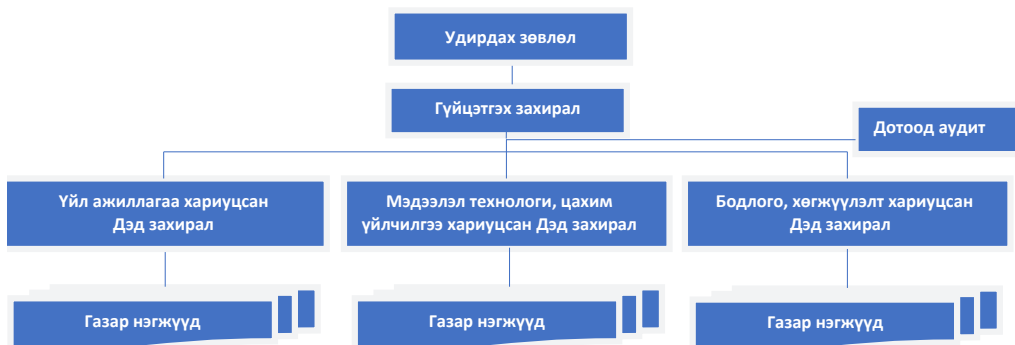 Удирдах зөвлөл
Гүйцэтгэх захирал
Дотоод аудит
Үйл ажиллагаа хариуцсан
Дэд захирал
Мэдээлэл технологи, цахим
үйлчилгээ хариуцсан Дэд захирал
Бодлого, хөгжүүлэлт хариуцсан
Дэд захирал
Газар нэгжүүд
Газар нэгжүүд
Газар нэгжүүд